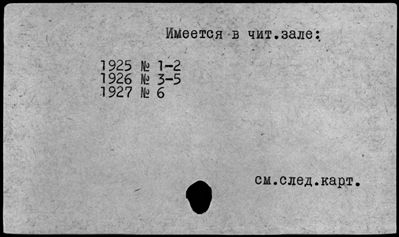 Имеется в чит.зале:
1925 № 1-2
1926 № 3-5
1927 № 6
см.след.карт.